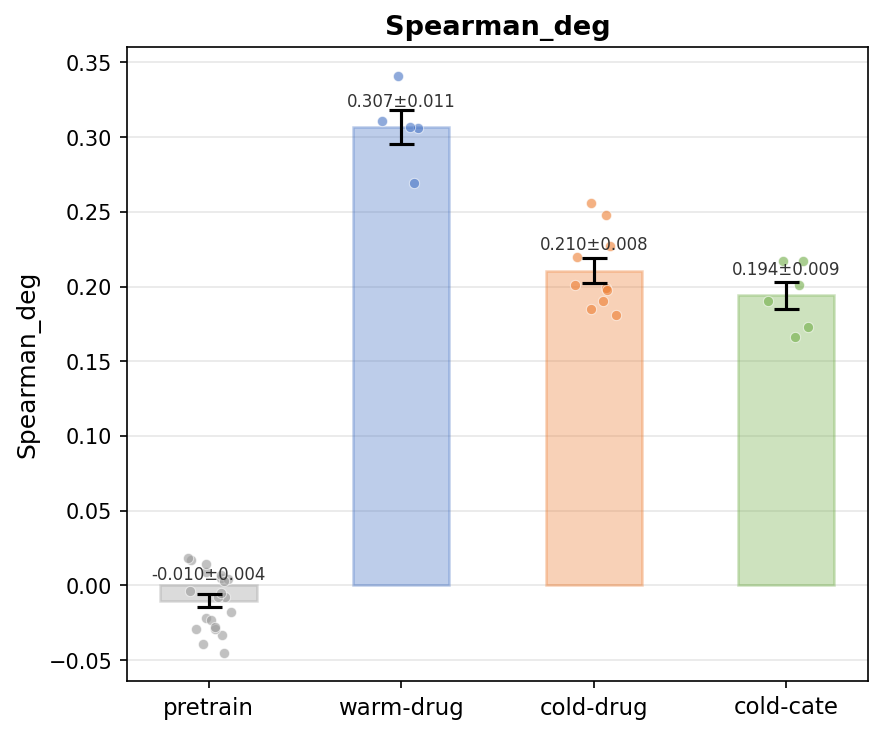 Spearman_deg
Spearman_deg
0.35
0.30
0.25
0.20
0.15
0.10
0.05
0.00
−0.05
0.307±0.011
0.210±0.008
0.194±0.009
-0.010±0.004
pretrain
warm-drug
cold-drug
cold-cate